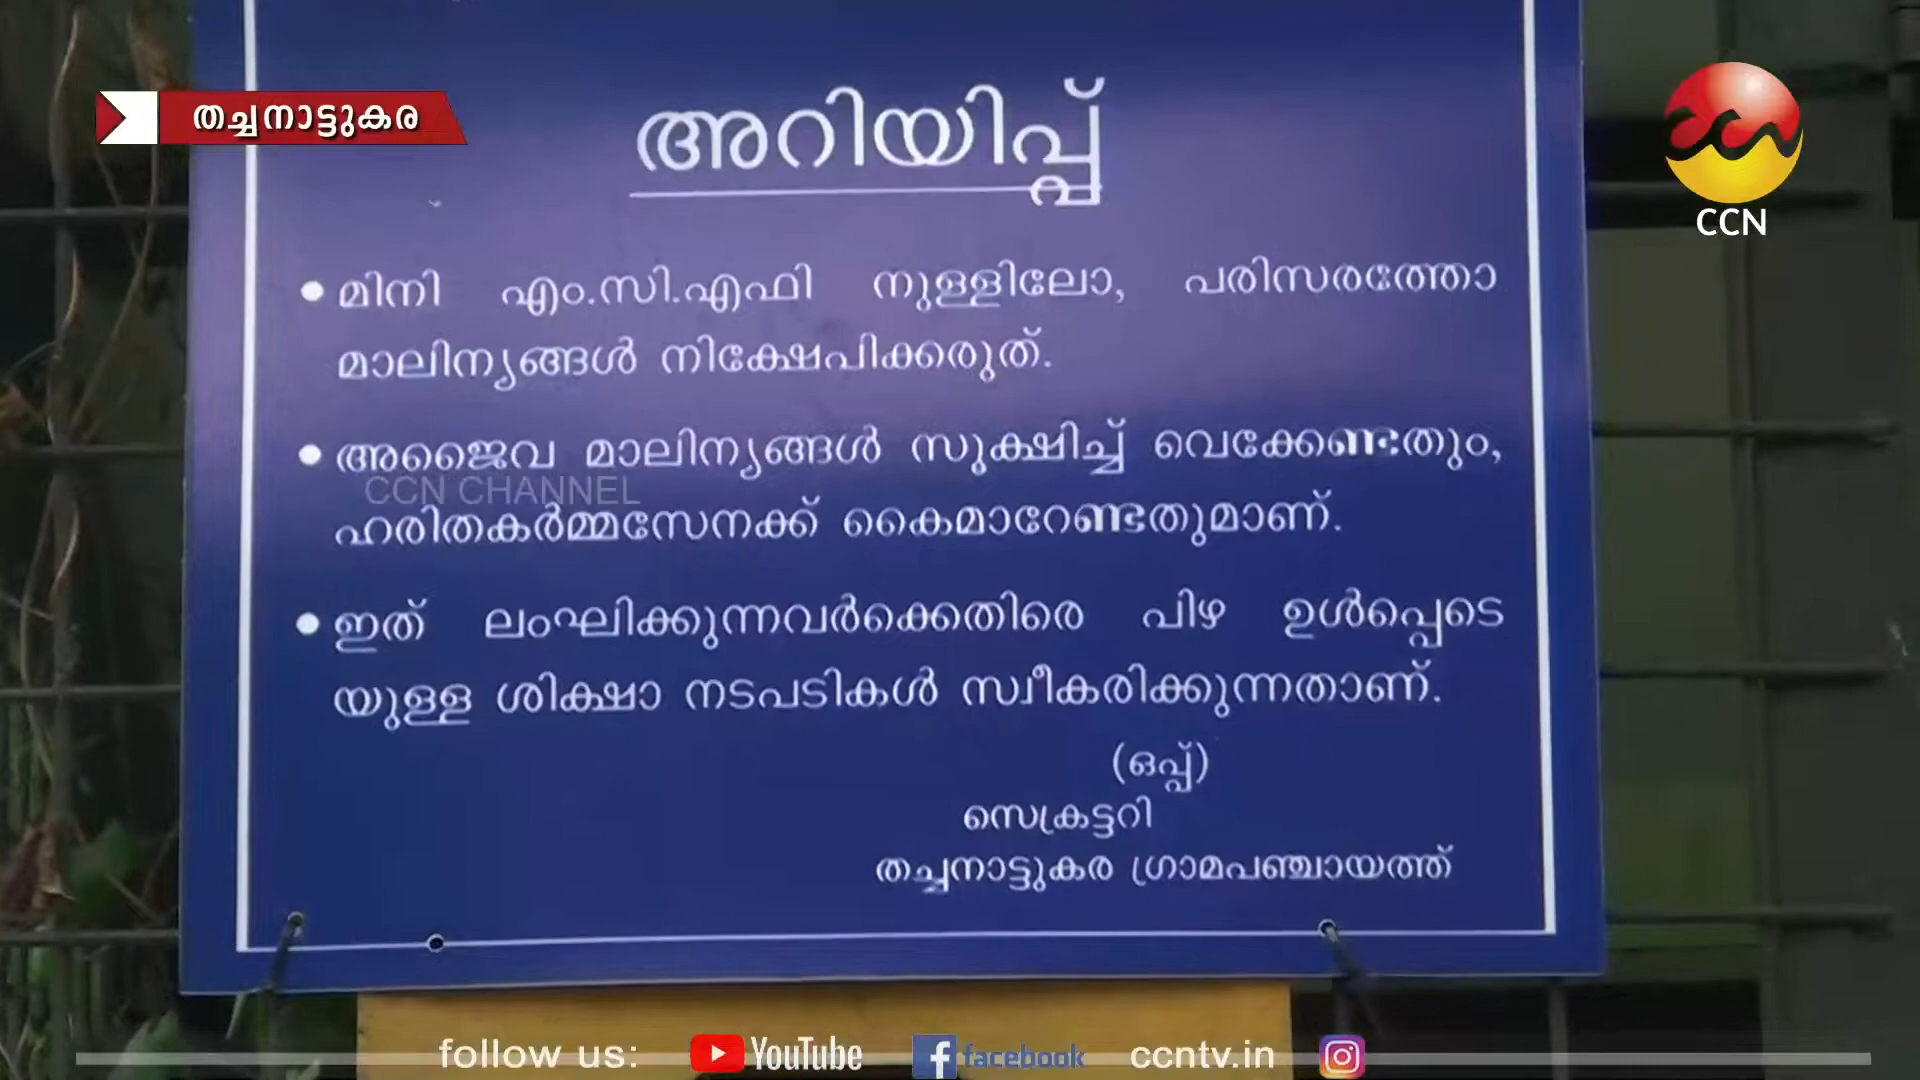 തച്ചനാട്ടുകര
CCN
അറിയിപ്പ്
• മിനി എം.സി.എഫി നുള്ളിലോ, പരിസരത്തോ
മാലിന്യങ്ങൾ നിക്ഷേപിക്കരുത്.
• അജൈവ മാലിന്യങ്ങൾ സുക്ഷിച്ച് വെക്കേണ്ടതും,
CCN CHANNEL
ഹരിതകർമ്മസേനക്ക് കൈമാറേണ്ടതുമാണ്.
• ഇത് ലംഘിക്കുന്നവർക്കെതിരെ പിഴ ഉൾപ്പെടെ
യുള്ള ശിക്ഷാ നടപടികൾ സ്വീകരിക്കുന്നതാണ്.
(ഒപ്പ്)
സെക്രട്ടറി
തച്ചനാട്ടുകര ഗ്രാമപഞ്ചായത്ത്
follow us: YouTube facebook ccntv.in